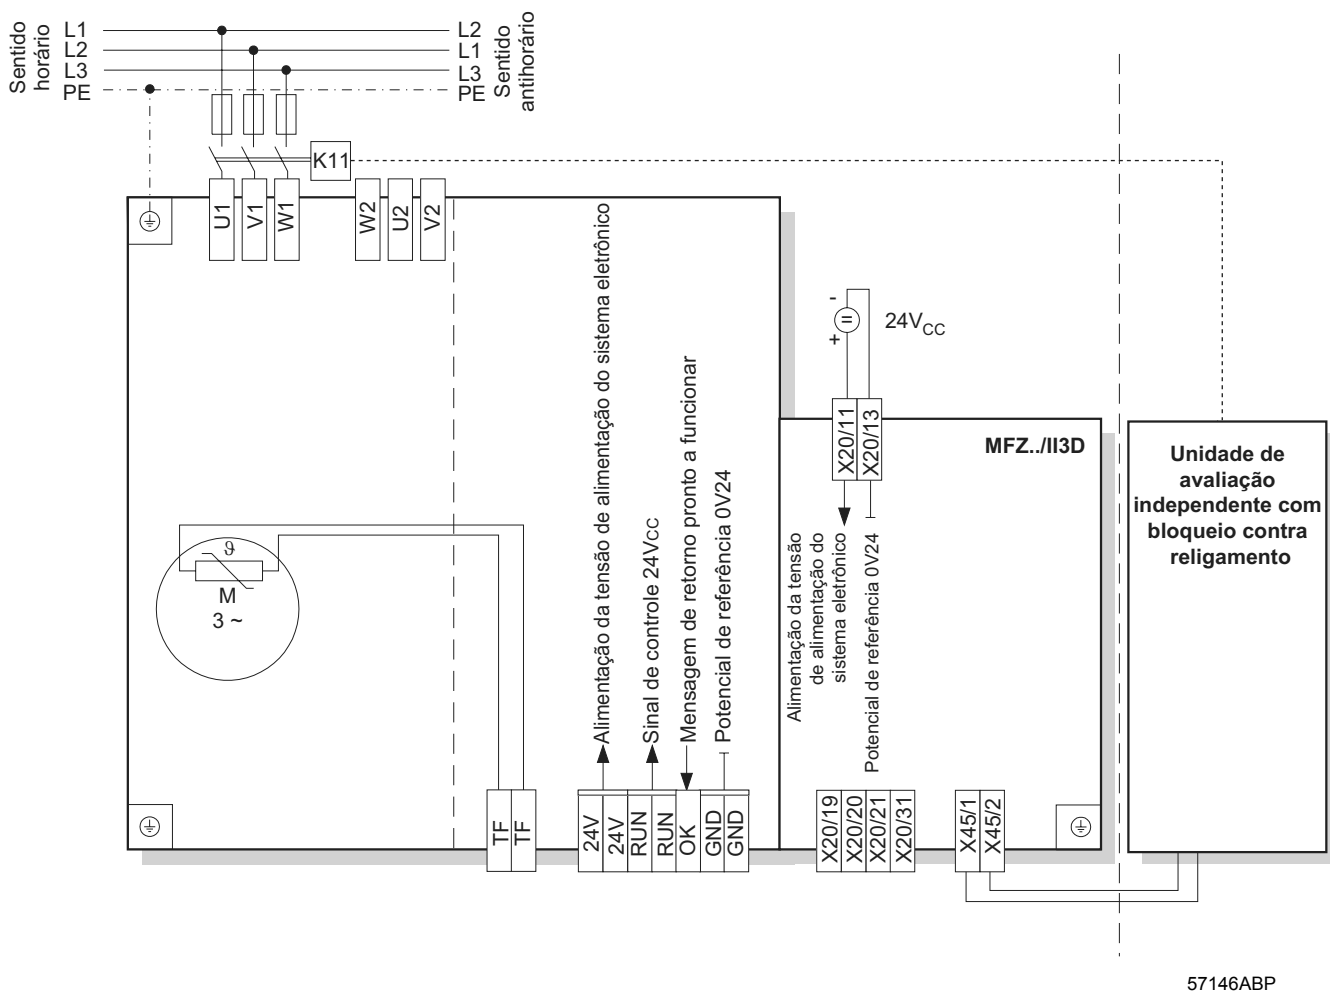 Sentido
horário
L1
L2
L3
PE
L2
L1
L3
PE
Sentido
antihorário
K11
U1
V1
W1
W2
U2
V2
ϑ
M
3 ~
TF
TF
Alimentação da tensão de alimentação do sistema eletrônico
Sinal de controle 24VCC
Mensagem de retorno pronto a funcionar
Potencial de referência 0V24
24V
24V
RUN
RUN
OK
GND
GND
-
+
=
24VCC
X20/11
X20/13
MFZ../II3D
Alimentação da tensão
de alimentação do
sistema eletrônico
Potencial de referência 0V24
X20/19
X20/20
X20/21
X20/31
X45/1
X45/2
Unidade de
avaliação
independente com
bloqueio contra
religamento
57146ABP